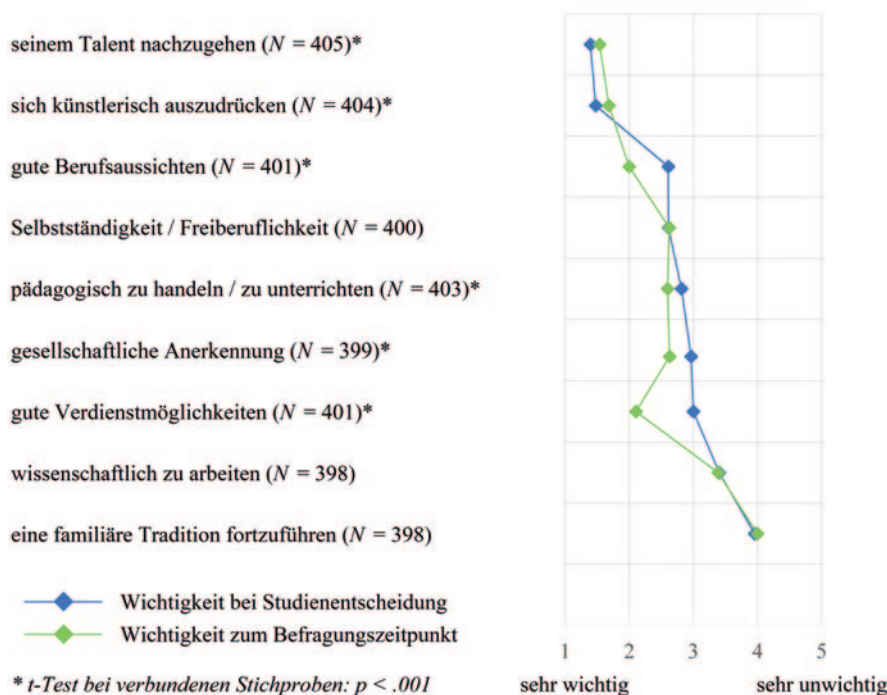 seinem Talent nachzugehen (N = 405)*
sich künstlerisch auszudrücken (N = 404)*
gute Berufsaussichten (N = 401)*
Selbstständigkeit / Freiberuflichkeit (N = 400)
pädagogisch zu handeln / zu unterrichten (N = 403)*
gesellschaftliche Anerkennung (N = 399)*
gute Verdienstmöglichkeiten (N = 401)*
wissenschaftlich zu arbeiten (N = 398)
eine familiäre Tradition fortzuführen (N = 398)
Wichtigkeit bei Studienentscheidung
Wichtigkeit zum Befragungszeitpunkt
1 2 3 4 5
* t-Test bei verbundenen Stichproben: p < .001
sehr wichtig sehr unwichtig